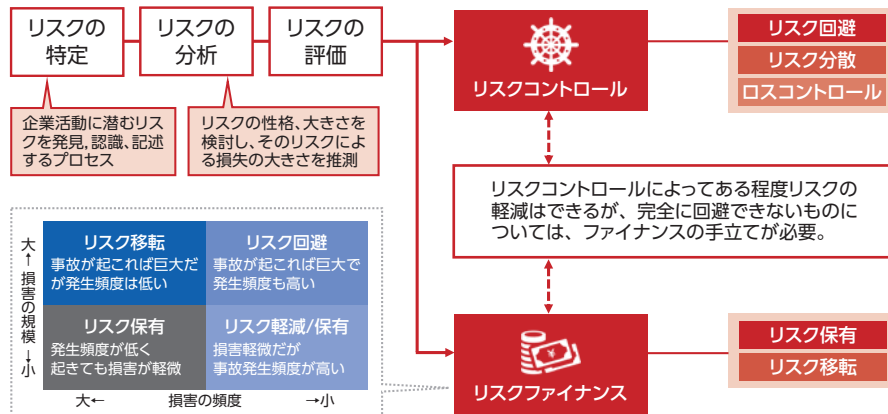 リスクの
特定
リスクの
分析
リスクの
評価
企業活動に潜むリス
クを発見,認識、記述
するプロセス
リスクの性格、大きさを
検討し、そのリスクによ
る損失の大きさを推測
リスクコントロール
リスク回避
リスク分散
ロスコントロール
リスクコントロールによってある程度リスクの
軽減はできるが、完全に回避できないものに
ついては、ファイナンスの手立てが必要。
大← 損害の規模 →小
リスク移転
事故が起これば巨大だ
が発生頻度は低い
リスク回避
事故が起これば巨大で
発生頻度も高い
リスク保有
発生頻度が低く
起きても損害が軽微
リスク軽減/保有
損害軽微だが
事故発生頻度が高い
大← 損害の頻度 →小
¥
リスクファイナンス
リスク保有
リスク移転